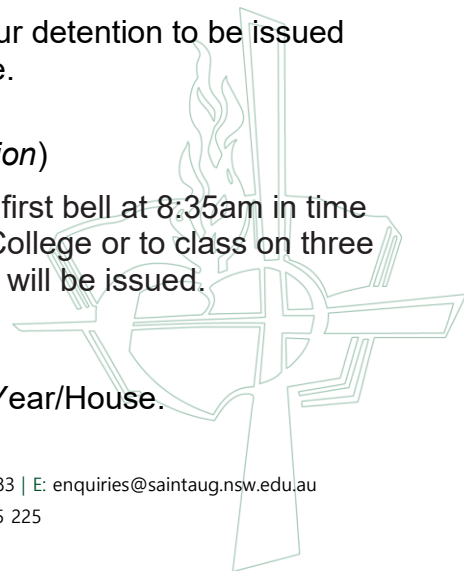 ur detention to be issued
e.
ion)
first bell at 8:35am in time
College or to class on three
will be issued.
Year/House.
33 | E: enquiries@saintaug.nsw.edu.au
5 225